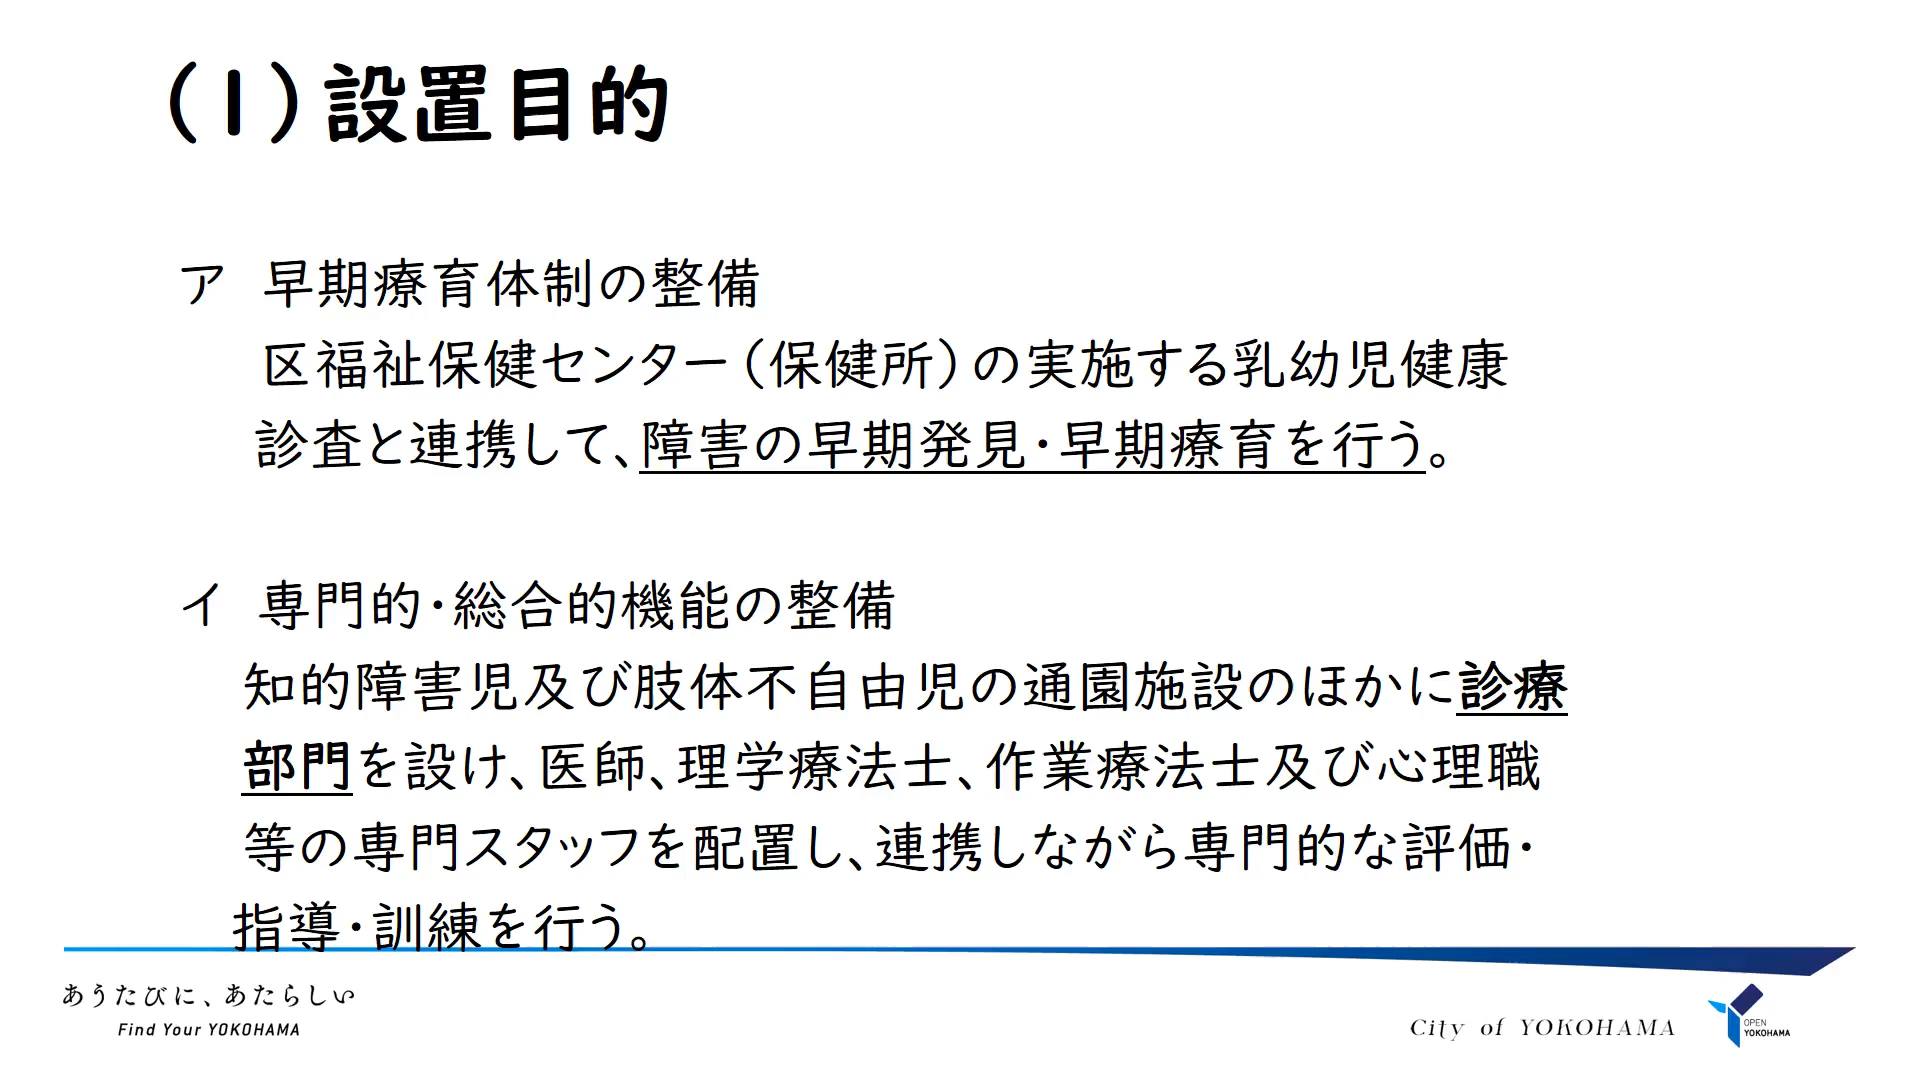 （１）設置目的
ア 早期療育体制の整備
区福祉保健センター（保健所）の実施する乳幼児健康
診査と連携して、障害の早期発見・早期療育を行う。
イ 専門的・総合的機能の整備
知的障害児及び肢体不自由児の通園施設のほかに診療
部門を設け、医師、理学療法士、作業療法士及び心理職
等の専門スタッフを配置し、連携しながら専門的な評価・
指導・訓練を行う。
あうたびに、あたらしい
Find Your YOKOHAMA
City of YOKOHAMA
OPEN
YOKOHAMA